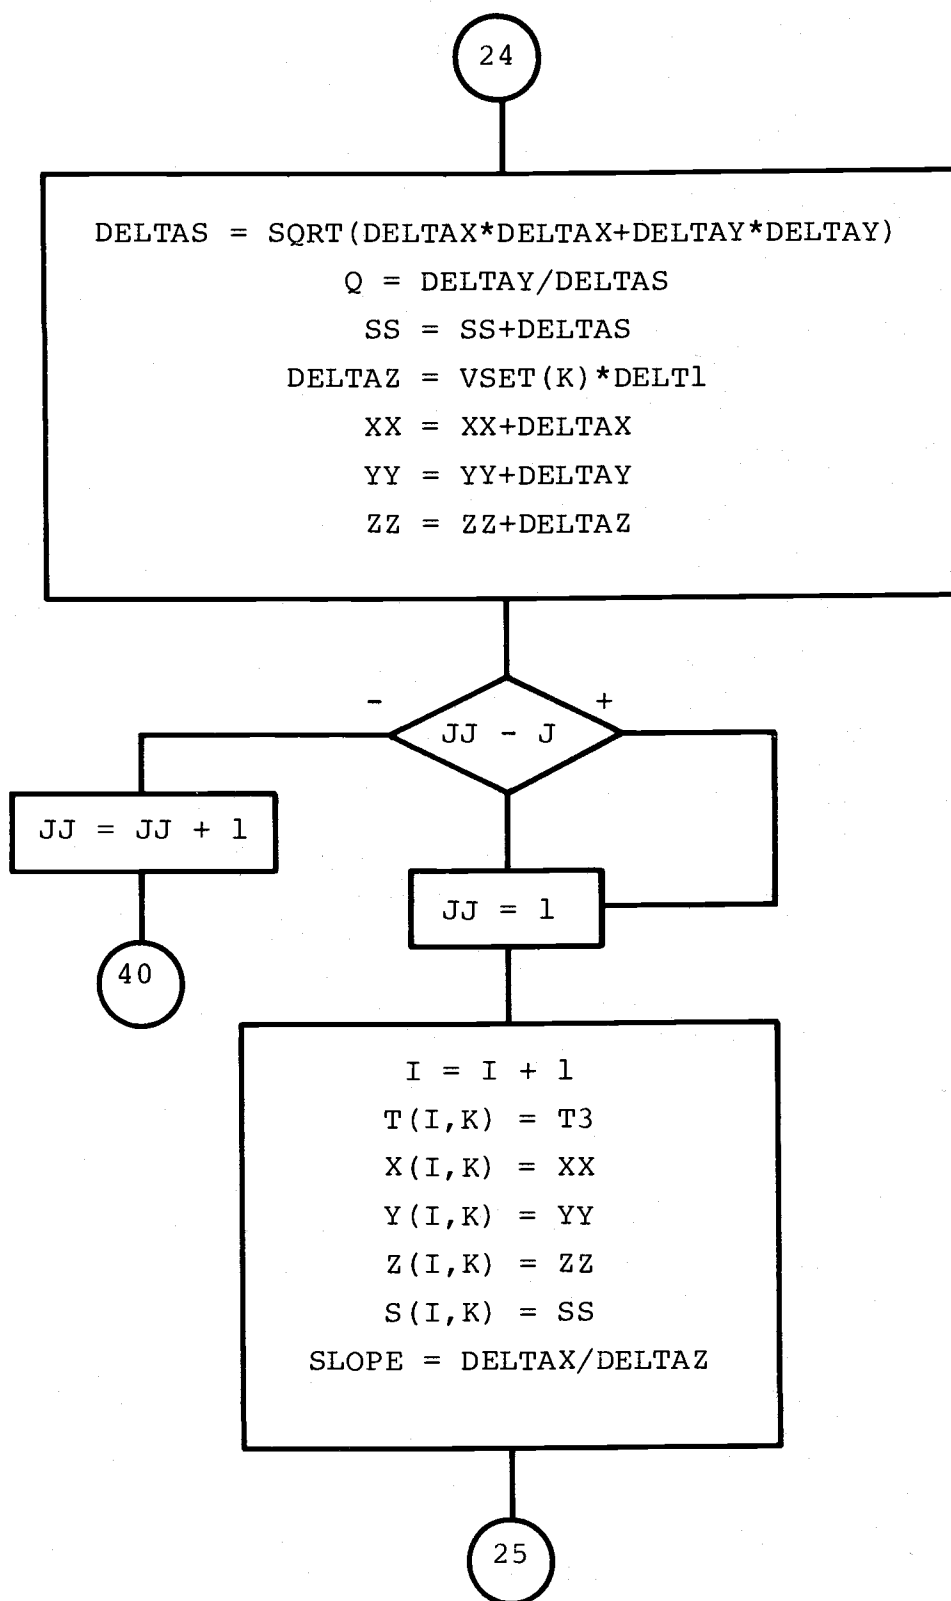 24
DELTAS = SQRT(DELTAX*DELTAX+DELTAY*DELTAY)
Q = DELTAY/DELTAS
SS = SS+DELTAS
DELTAZ = VSET(K)*DELT1
XX = XX+DELTAX
YY = YY+DELTAY
ZZ = ZZ+DELTAZ
- +
JJ - J
JJ = JJ + 1
JJ = 1
40
I = I + 1
T(I,K) = T3
X(I,K) = XX
Y(I,K) = YY
Z(I,K) = ZZ
S(I,K) = SS
SLOPE = DELTAX/DELTAZ
25